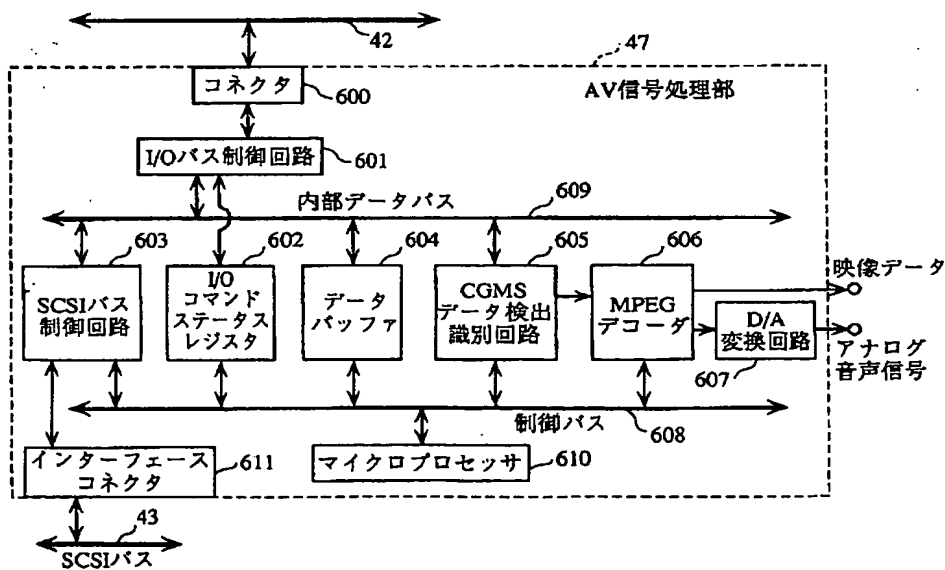 42
47
コネクタ
600
AV信号処理部
I/Oバス制御回路
601
内部データバス
609
603
602
604
605
606
SCSIバス
制御回路
I/O
コマンド
ステータス
レジスタ
データ
バッファ
CGMS
データ検出
識別回路
MPEG
デコーダ
映像データ
D/A
変換回路
607
アナログ
音声信号
制御バス
608
インターフェース
コネクタ
611
マイクロプロセッサ
610
43
SCSIバス